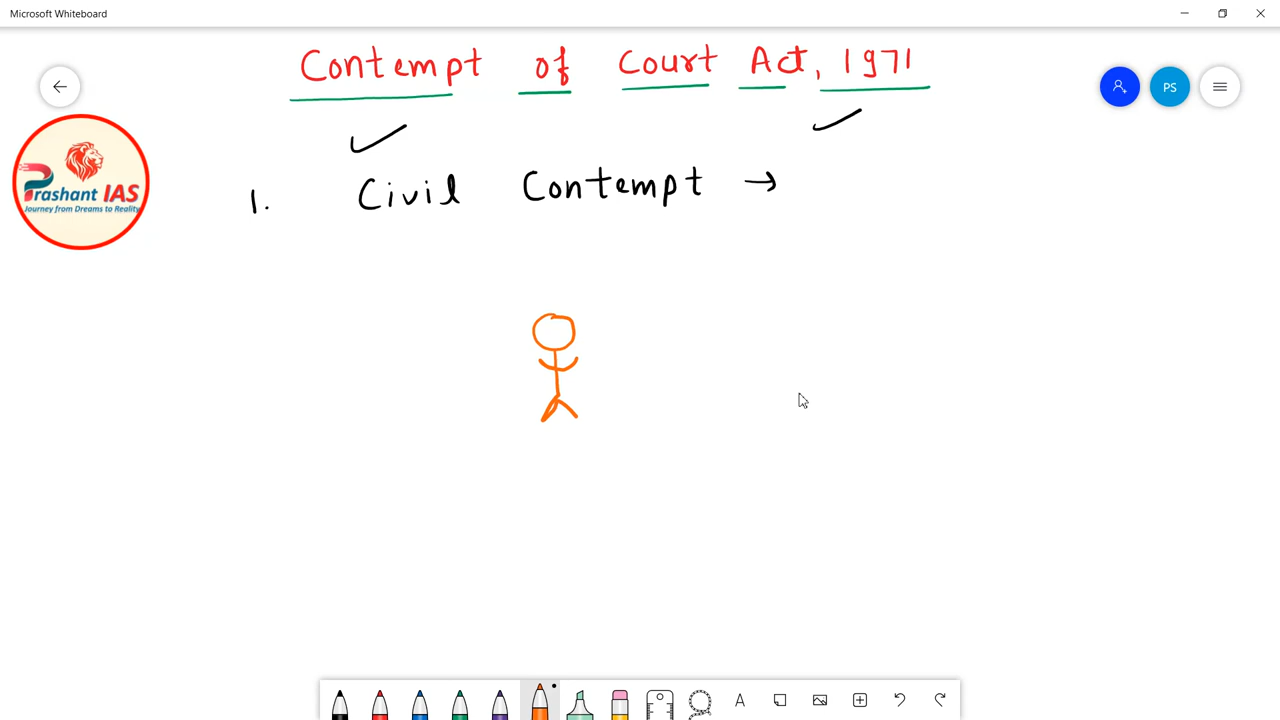 Microsoft Whiteboard
Contempt of Court Act, 1971
PS
Prashant IAS
Journey from Dreams to Reality
1. Civil Contempt →
A